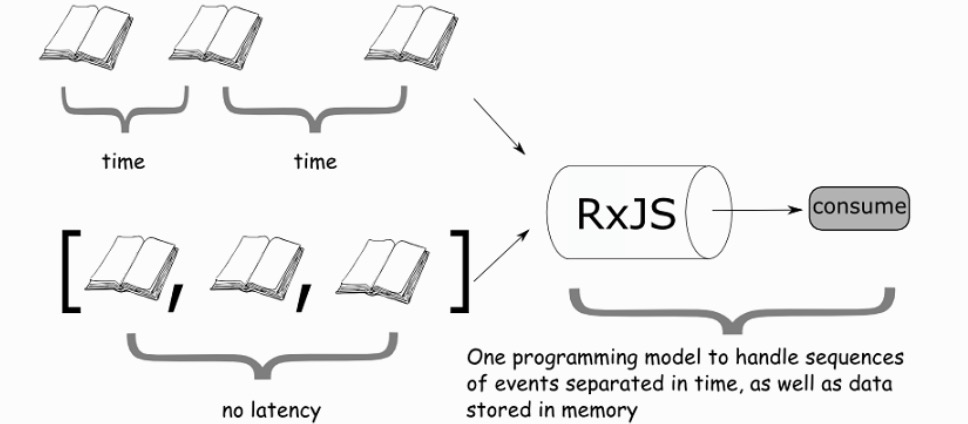 time
time
RxJS
consume
[ , , ]
no latency
One programming model to handle sequences
of events separated in time, as well as data
stored in memory